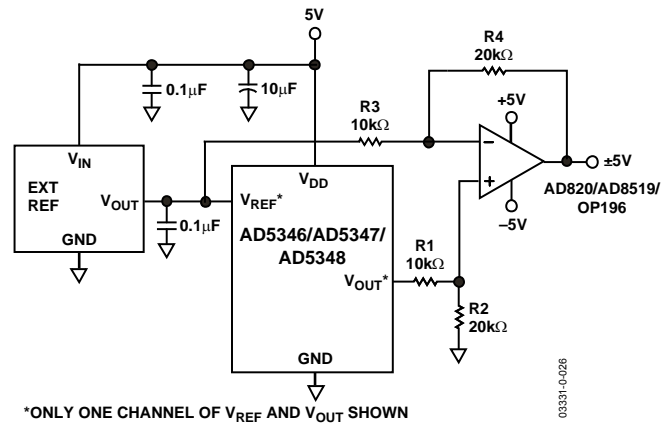 5V
R4
20kΩ
0.1μF
10μF
R3
10kΩ
+5V
±5V
AD820/AD8519/
OP196
–5V
V_IN
EXT
REF
V_OUT
GND
0.1μF
V_DD
V_REF*
AD5346/AD5347/
AD5348
V_OUT*
GND
R1
10kΩ
R2
20kΩ
*ONLY ONE CHANNEL OF V_REF AND V_OUT SHOWN
03331-0-026